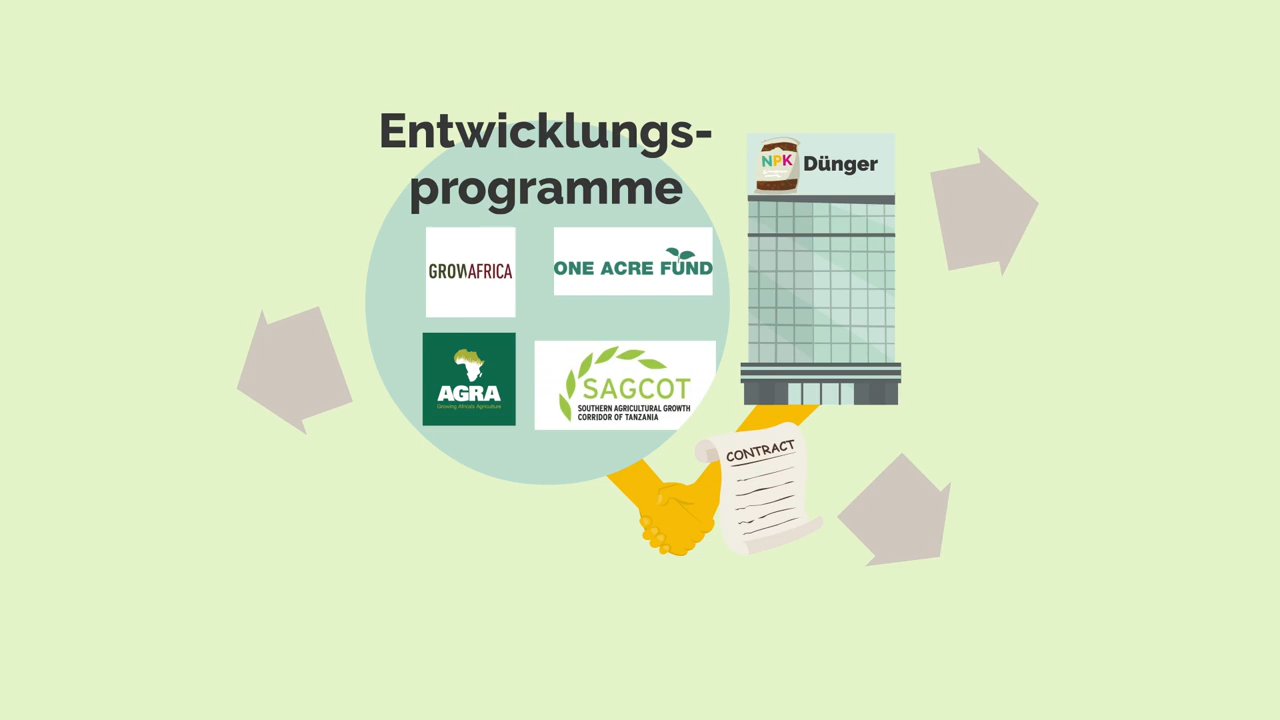 Entwicklungs-
programme
GROWAFRICA
ONE ACRE FUND
AGRA
Growing Africa's Agriculture
SAGCOT
SOUTHERN AGRICULTURAL GROWTH
CORRIDOR OF TANZANIA
NPK
Dünger
CONTRACT